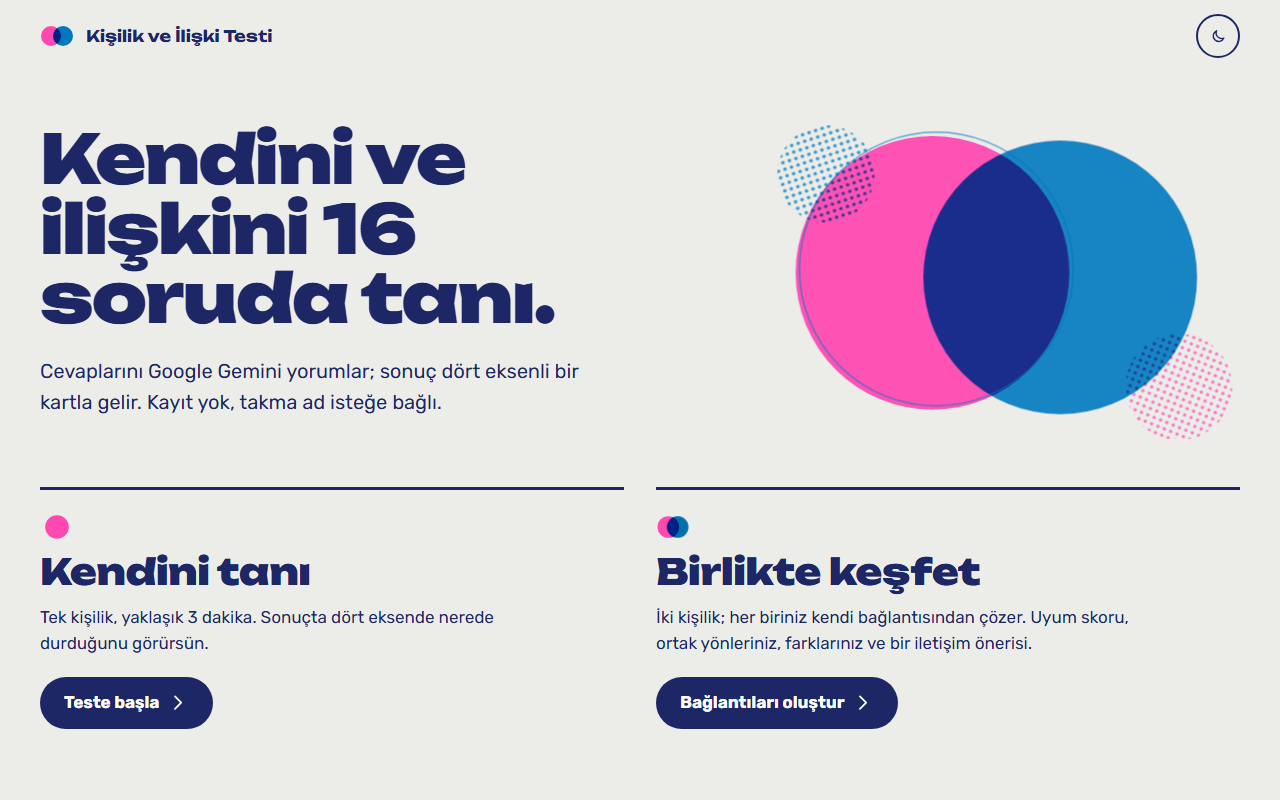 Kişilik ve İlişki Testi
Kendini ve
ilişkini 16
soruda tanı.
Cevaplarını Google Gemini yorumlar; sonuç dört eksenli bir
kartla gelir. Kayıt yok, takma ad isteğe bağlı.
Kendini tanı
Tek kişilik, yaklaşık 3 dakika. Sonuçta dört eksende nerede
durduğunu görürsün.
Teste başla
Birlikte keşfet
İki kişilik; her biriniz kendi bağlantısından çözer. Uyum skoru,
ortak yönleriniz, farklarınız ve bir iletişim önerisi.
Bağlantıları oluştur